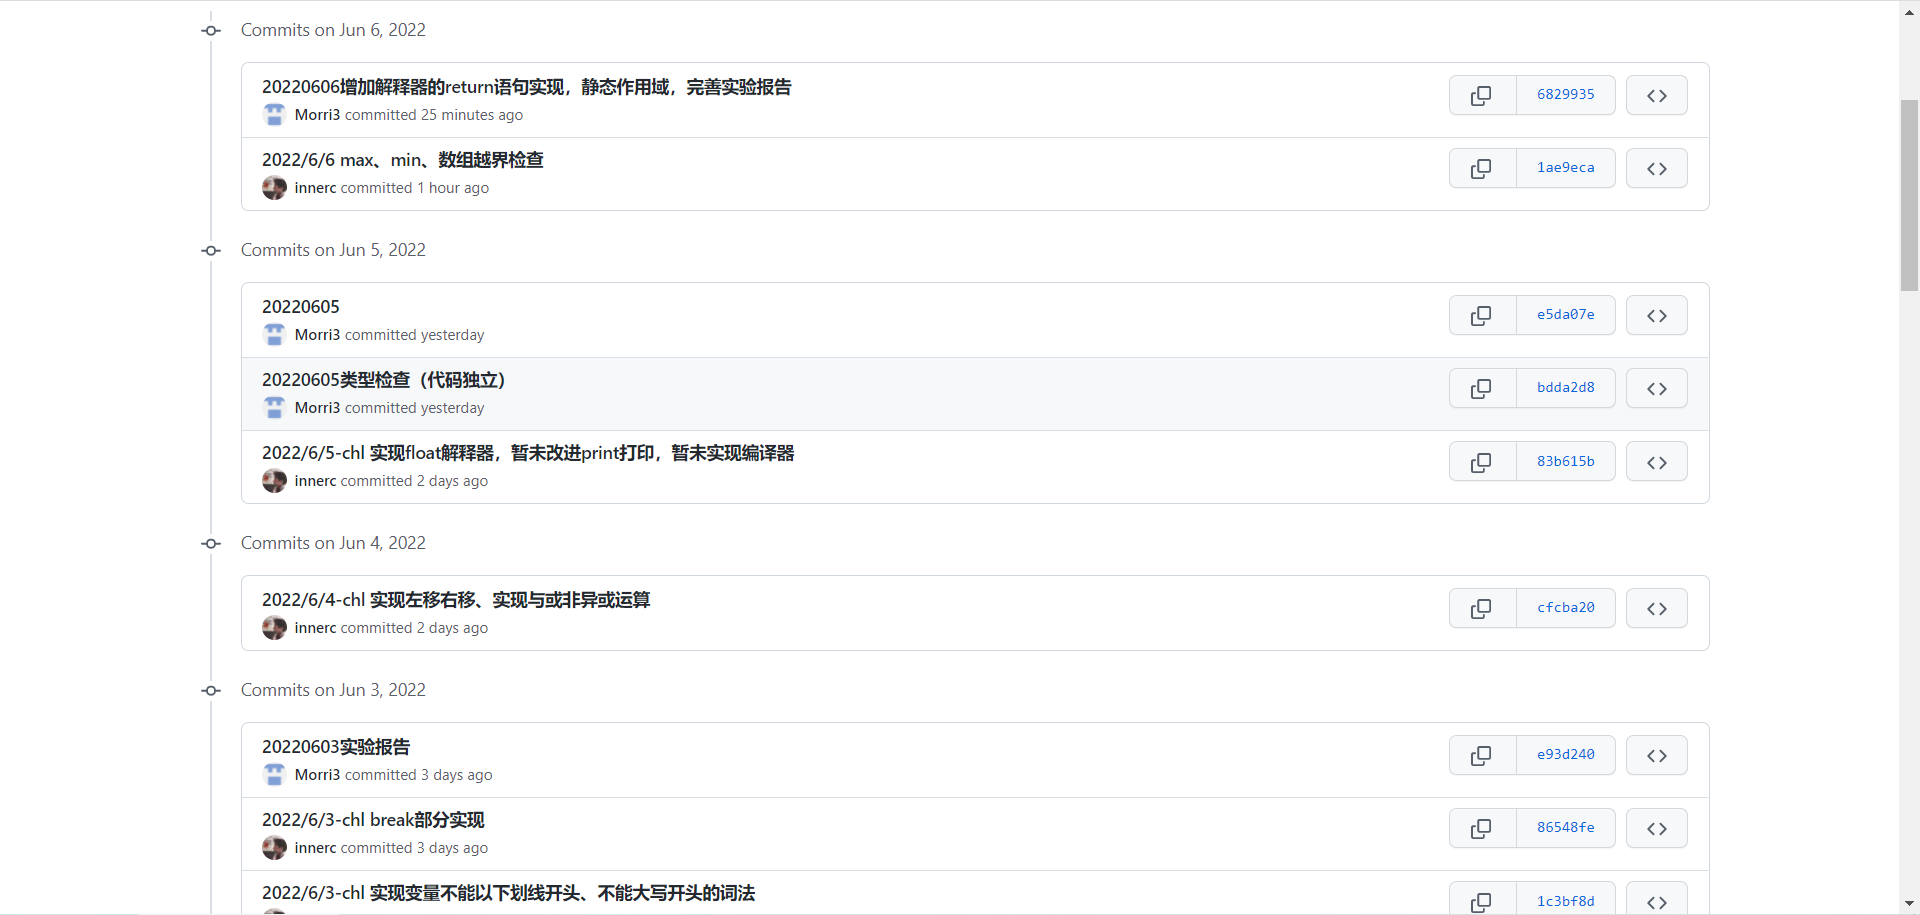 Commits on Jun 6, 2022
20220606增加解释器的return语句实现，静态作用域，完善实验报告
6829935
Morri3 committed 25 minutes ago
2022/6/6 max、min、数组越界检查
1ae9eca
innerc committed 1 hour ago
Commits on Jun 5, 2022
20220605
e5da07e
Morri3 committed yesterday
20220605类型检查（代码独立）
bdda2d8
Morri3 committed yesterday
2022/6/5-chl 实现float解释器，暂未改进print打印，暂未实现编译器
83b615b
innerc committed 2 days ago
Commits on Jun 4, 2022
2022/6/4-chl 实现左移右移、实现与或非异或运算
cfcba20
innerc committed 2 days ago
Commits on Jun 3, 2022
20220603实验报告
e93d240
Morri3 committed 3 days ago
2022/6/3-chl break部分实现
86548fe
innerc committed 3 days ago
2022/6/3-chl 实现变量不能以下划线开头、不能大写开头的词法
1c3bf8d